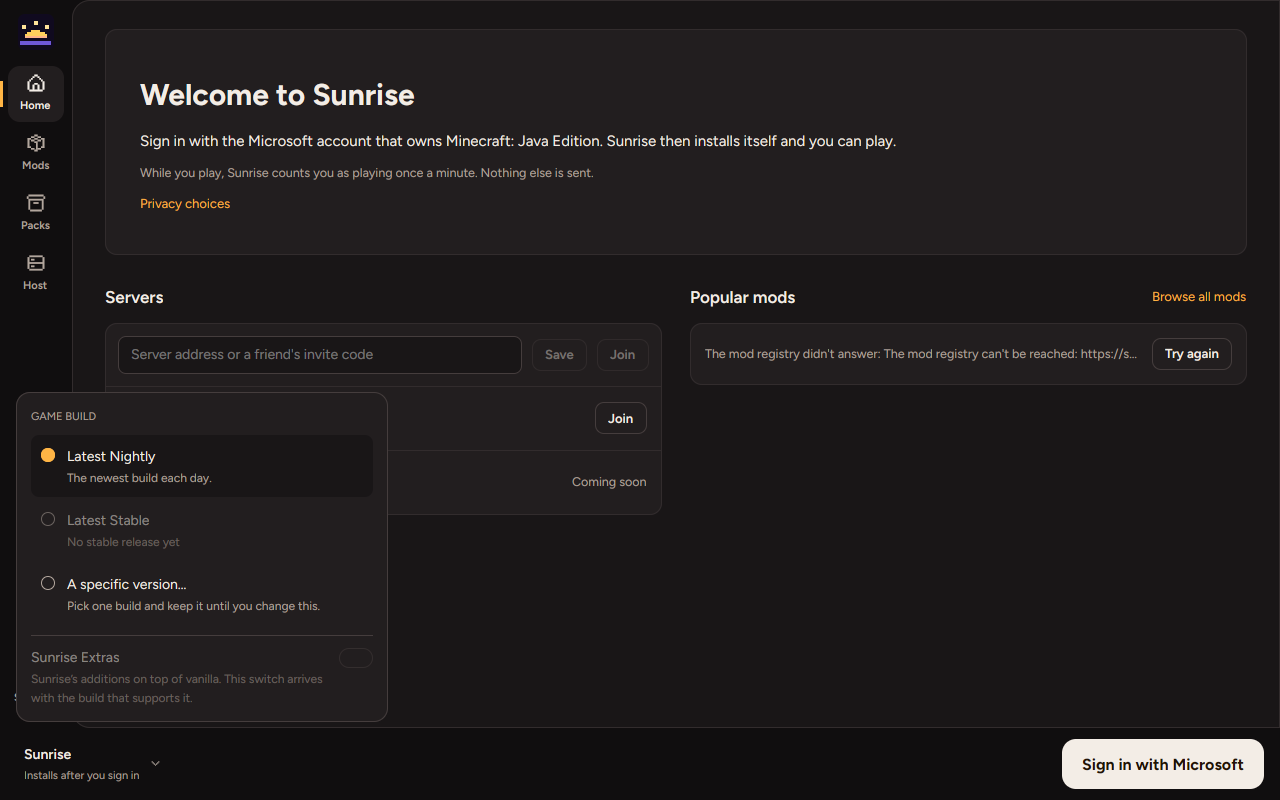 Home
Mods
Packs
Host
Welcome to Sunrise
Sign in with the Microsoft account that owns Minecraft: Java Edition. Sunrise then installs itself and you can play.
While you play, Sunrise counts you as playing once a minute. Nothing else is sent.
Privacy choices
Servers
Server address or a friend's invite code
Save
Join
Join
Coming soon
Popular mods
Browse all mods
The mod registry didn't answer: The mod registry can't be reached: https://s...
Try again
GAME BUILD
Latest Nightly
The newest build each day.
Latest Stable
No stable release yet
A specific version...
Pick one build and keep it until you change this.
Sunrise Extras
Sunrise's additions on top of vanilla. This switch arrives
with the build that supports it.
Sunrise
Installs after you sign in
Sign in with Microsoft